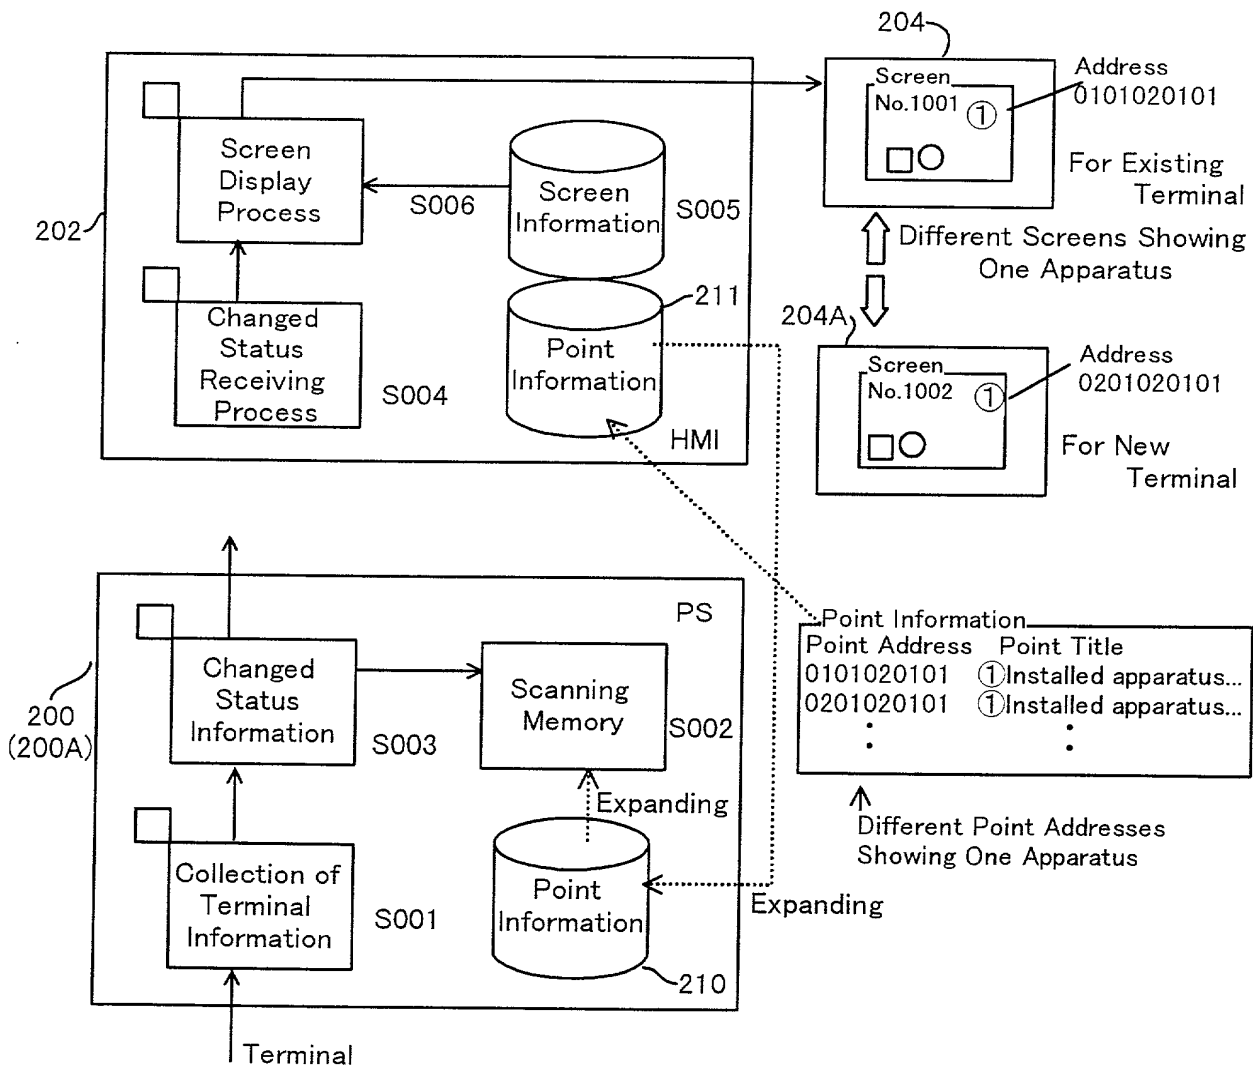 204
Screen
No.1001
①
Address
0101020101
For Existing
Terminal
Screen
Display
Process
S006
Screen
Information
S005
202
Different Screens Showing
One Apparatus
Changed
Status
Receiving
Process
S004
211
Point
Information
HMI
204A
Screen
No.1002
①
Address
0201020101
For New
Terminal
PS
Changed
Status
Information
S003
Scanning
Memory
S002
200
(200A)
Expanding
Collection of
Terminal
Information
S001
Point
Information
210
Expanding
Terminal
Point Information
Point Address Point Title
0101020101 ①Installed apparatus...
0201020101 ①Installed apparatus...
Different Point Addresses
Showing One Apparatus